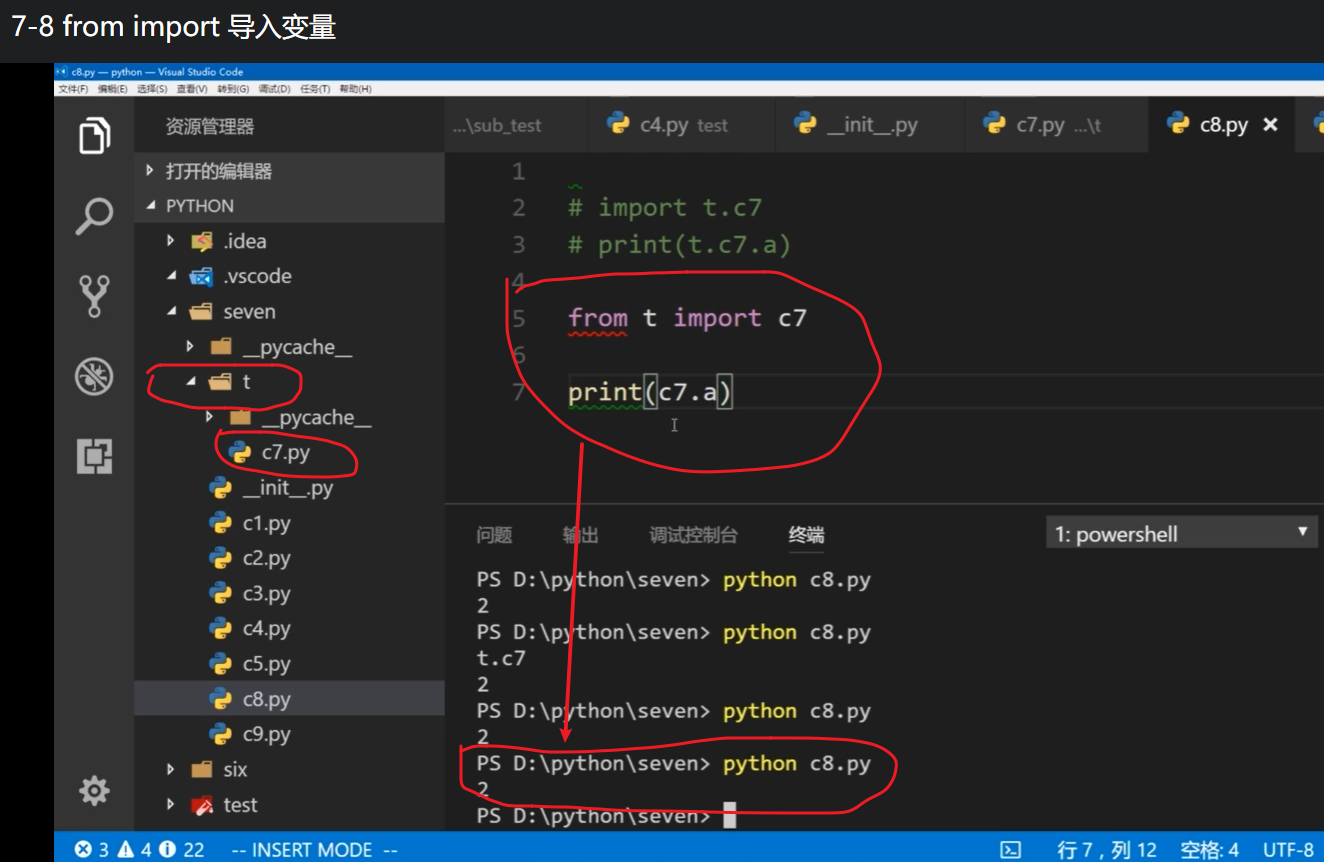 7-8 from import 导入变量
c8.py — python — Visual Studio Code
文件(F) 编辑(E) 选择(S) 查看(V) 转到(G) 调试(D) 任务(T) 帮助(H)
资源管理器
打开的编辑器
PYTHON
.idea
.vscode
seven
__pycache__
t
__pycache__
c7.py
__init__.py
c1.py
c2.py
c3.py
c4.py
c5.py
c8.py
c9.py
six
test
...\sub_test c4.py test __init__.py c7.py ...\t c8.py
1
2 # import t.c7
3 # print(t.c7.a)
4
5 from t import c7
6
7 print(c7.a)
问题 输出 调试控制台 终端 1: powershell
PS D:\python\seven> python c8.py
2
PS D:\python\seven> python c8.py
t.c7
2
PS D:\python\seven> python c8.py
2
PS D:\python\seven> python c8.py
2
PS D:\python\seven>
3 4 22 -- INSERT MODE -- 行 7，列 12 空格: 4 UTF-8